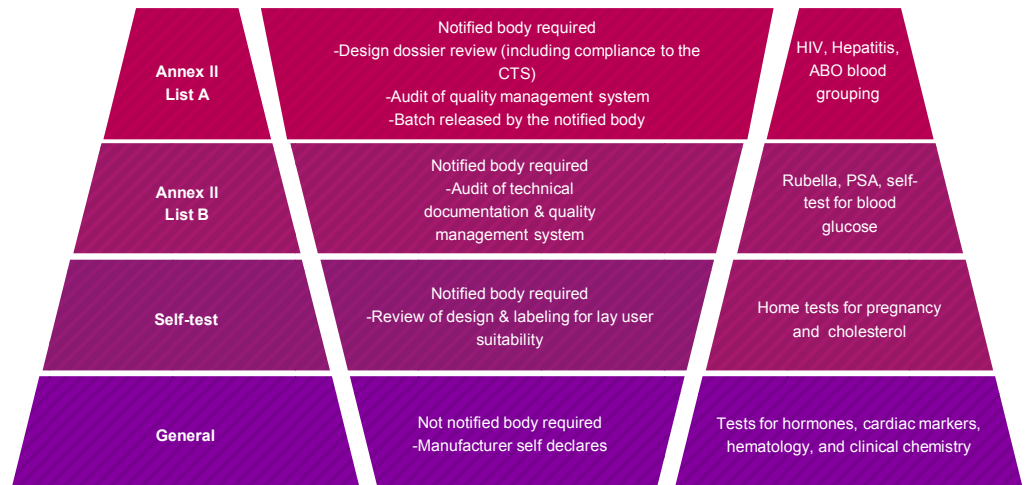 Annex II
List A
Notified body required
-Design dossier review (including compliance to the
CTS)
-Audit of quality management system
-Batch released by the notified body
HIV, Hepatitis,
ABO blood
grouping
Annex II
List B
Notified body required
-Audit of technical
documentation & quality
management system
Rubella, PSA, self-
test for blood
glucose
Self-test
Notified body required
-Review of design & labeling for lay user
suitability
Home tests for pregnancy
and cholesterol
General
Not notified body required
-Manufacturer self declares
Tests for hormones, cardiac markers,
hematology, and clinical chemistry